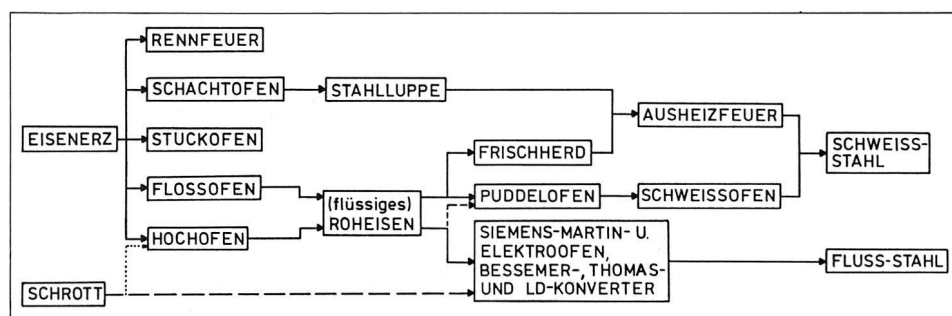 RENNFEUER
SCHACHTOFEN
STAHLLUPPE
AUSHEIZFEUER
EISENERZ
STUCKOFEN
FRISCHHERD
SCHWEISS-
STAHL
FLOSSOFEN
(flüssiges)
ROHEISEN
PUDDELOFEN
SCHWEISSOFEN
HOCHOFEN
SIEMENS-MARTIN- U.
ELEKTROOFEN,
BESSEMER-, THOMAS-
UND LD-KONVERTER
FLUSS-STAHL
SCHROTT